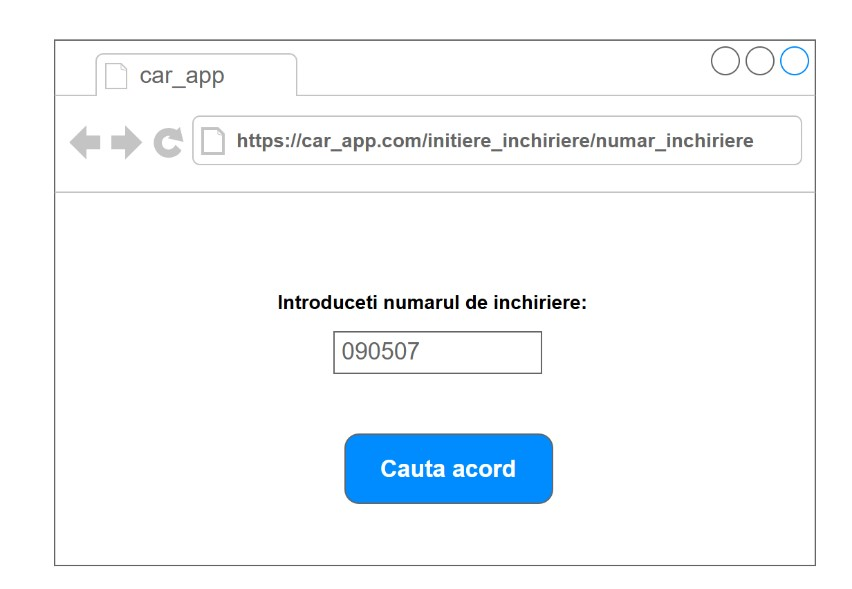 car_app
https://car_app.com/initiere_inchiriere/numar_inchiriere
Introduceti numarul de inchiriere:
090507
Cauta acord